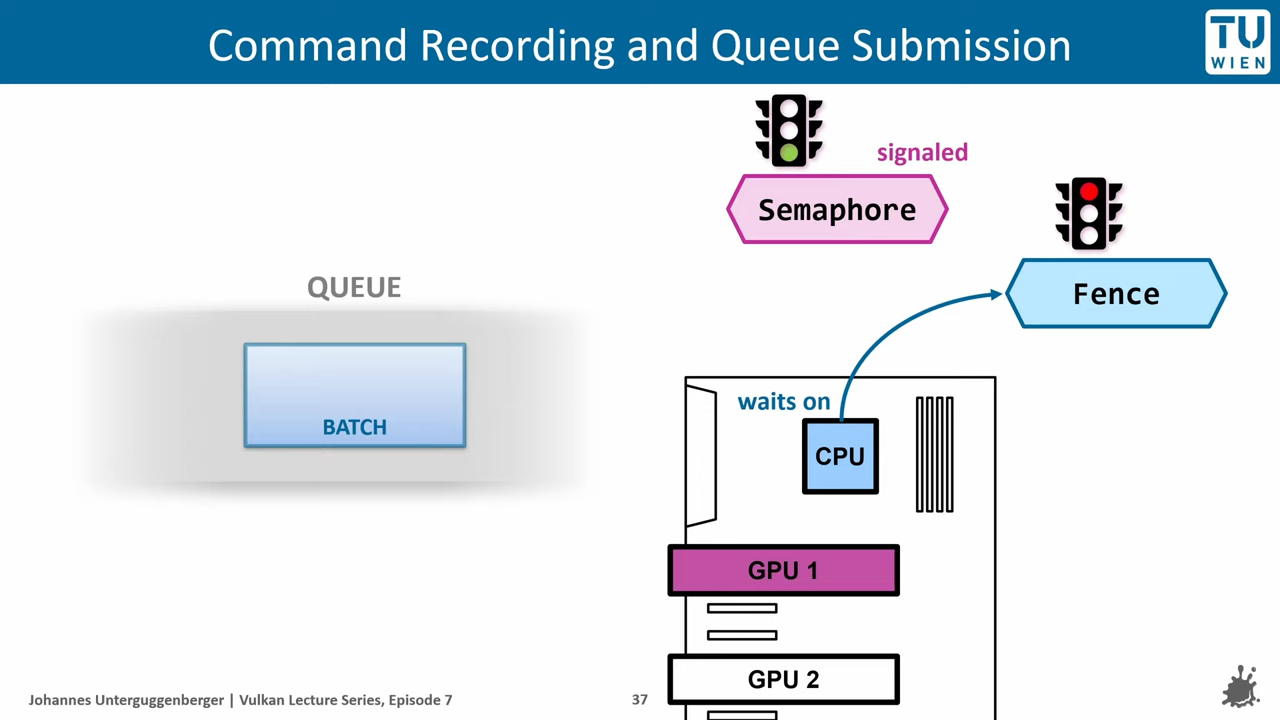 Command Recording and Queue Submission
TU
WIEN
signaled
Semaphore
Fence
QUEUE
BATCH
waits on
CPU
GPU 1
GPU 2
Johannes Unterguggenberger | Vulkan Lecture Series, Episode 7
37